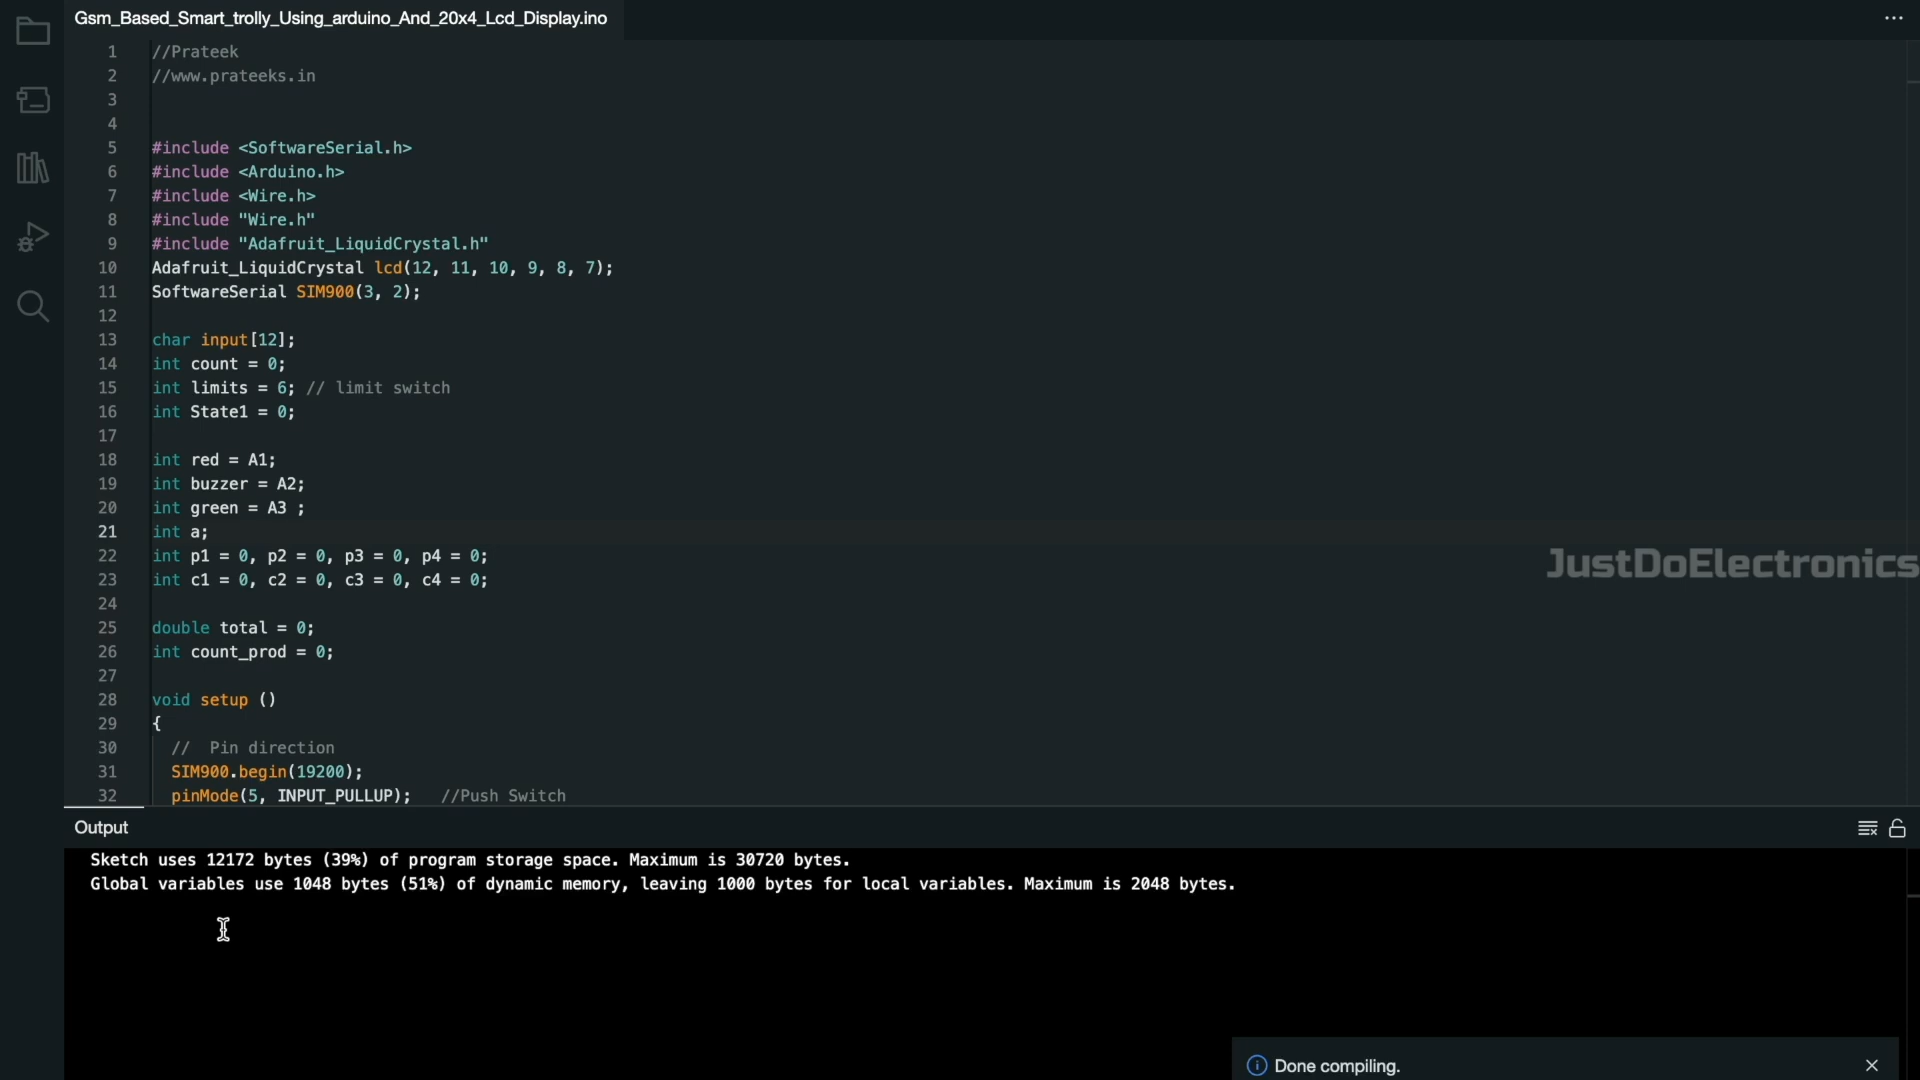 Gsm_Based_Smart_trolly_Using_arduino_And_20x4_Lcd_Display.ino
1 //Prateek
2 //www.prateeks.in
3
4
5 #include <SoftwareSerial.h>
6 #include <Arduino.h>
7 #include <Wire.h>
8 #include "Wire.h"
9 #include "Adafruit_LiquidCrystal.h"
10 Adafruit_LiquidCrystal lcd(12, 11, 10, 9, 8, 7);
11 SoftwareSerial SIM900(3, 2);
12
13 char input[12];
14 int count = 0;
15 int limits = 6; // limit switch
16 int State1 = 0;
17
18 int red = A1;
19 int buzzer = A2;
20 int green = A3 ;
21 int a;
22 int p1 = 0, p2 = 0, p3 = 0, p4 = 0;
23 int c1 = 0, c2 = 0, c3 = 0, c4 = 0;
24
25 double total = 0;
26 int count_prod = 0;
27
28 void setup ()
29 {
30 // Pin direction
31 SIM900.begin(19200);
32 pinMode(5, INPUT_PULLUP); //Push Switch
JustDoElectronics
Output
Sketch uses 12172 bytes (39%) of program storage space. Maximum is 30720 bytes.
Global variables use 1048 bytes (51%) of dynamic memory, leaving 1000 bytes for local variables. Maximum is 2048 bytes.
Done compiling.